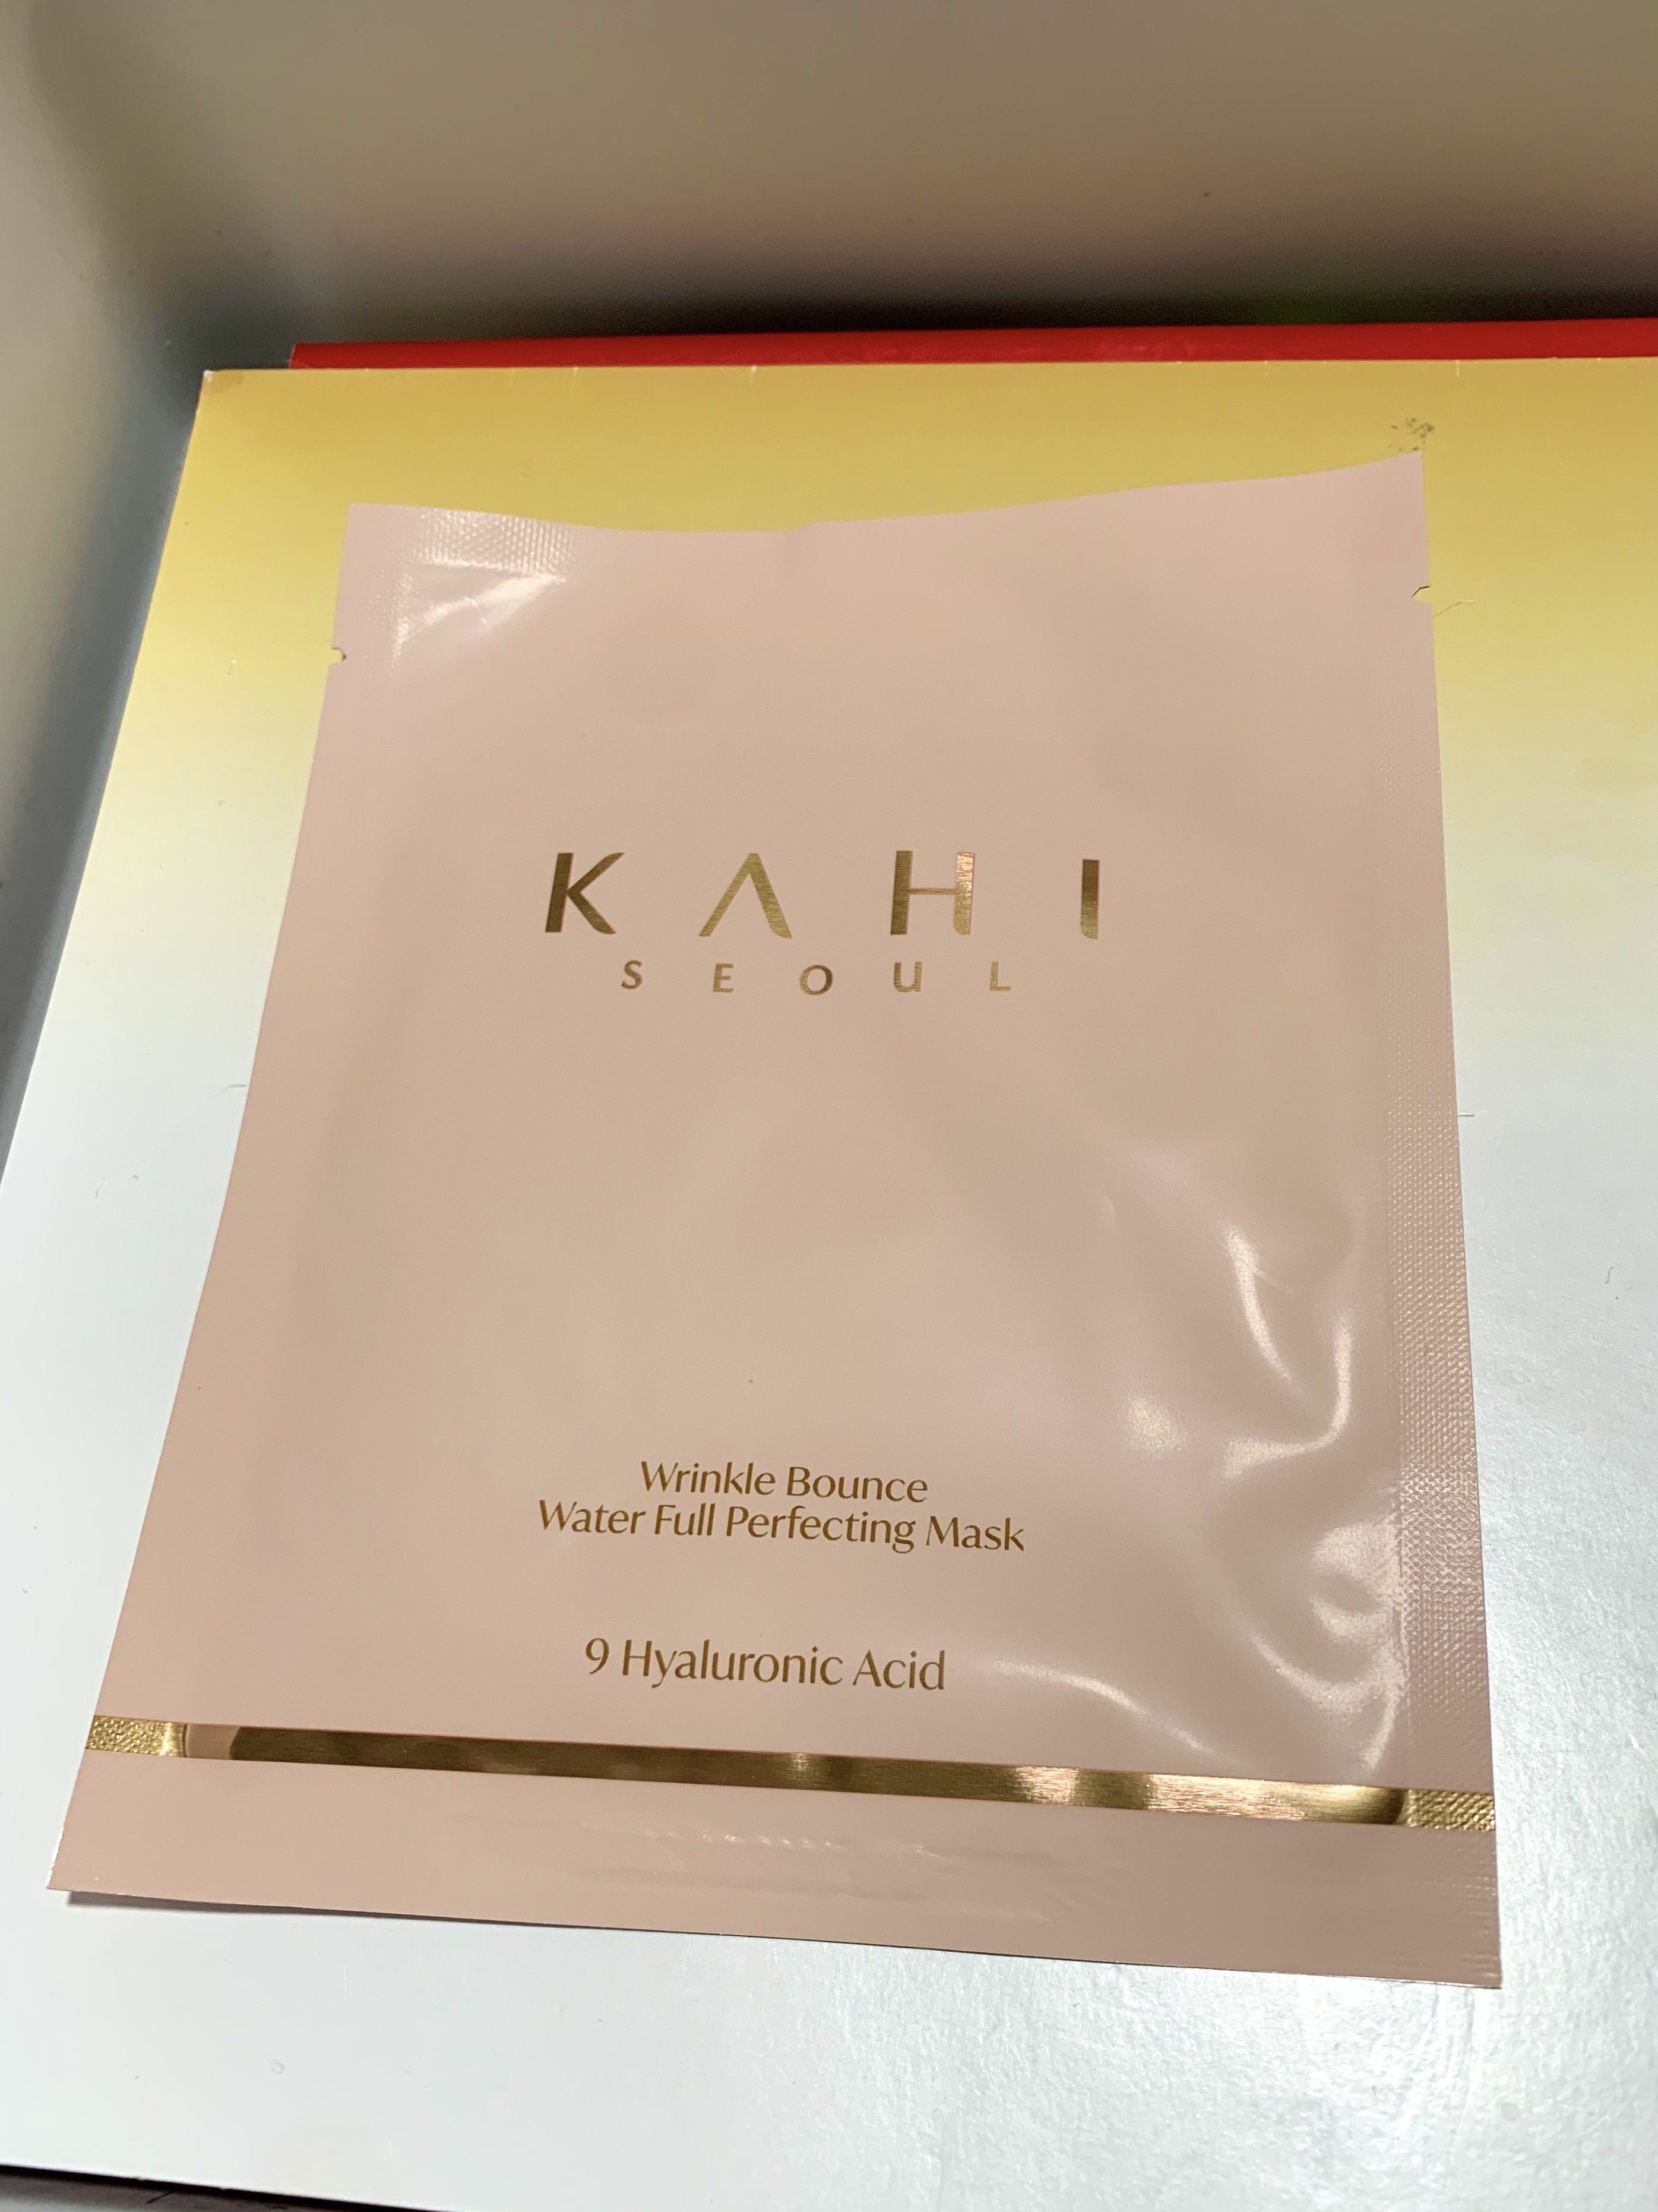 KAHI
SEOUL
Wrinkle Bounce
Water Full Perfecting Mask
9 Hyaluronic Acid